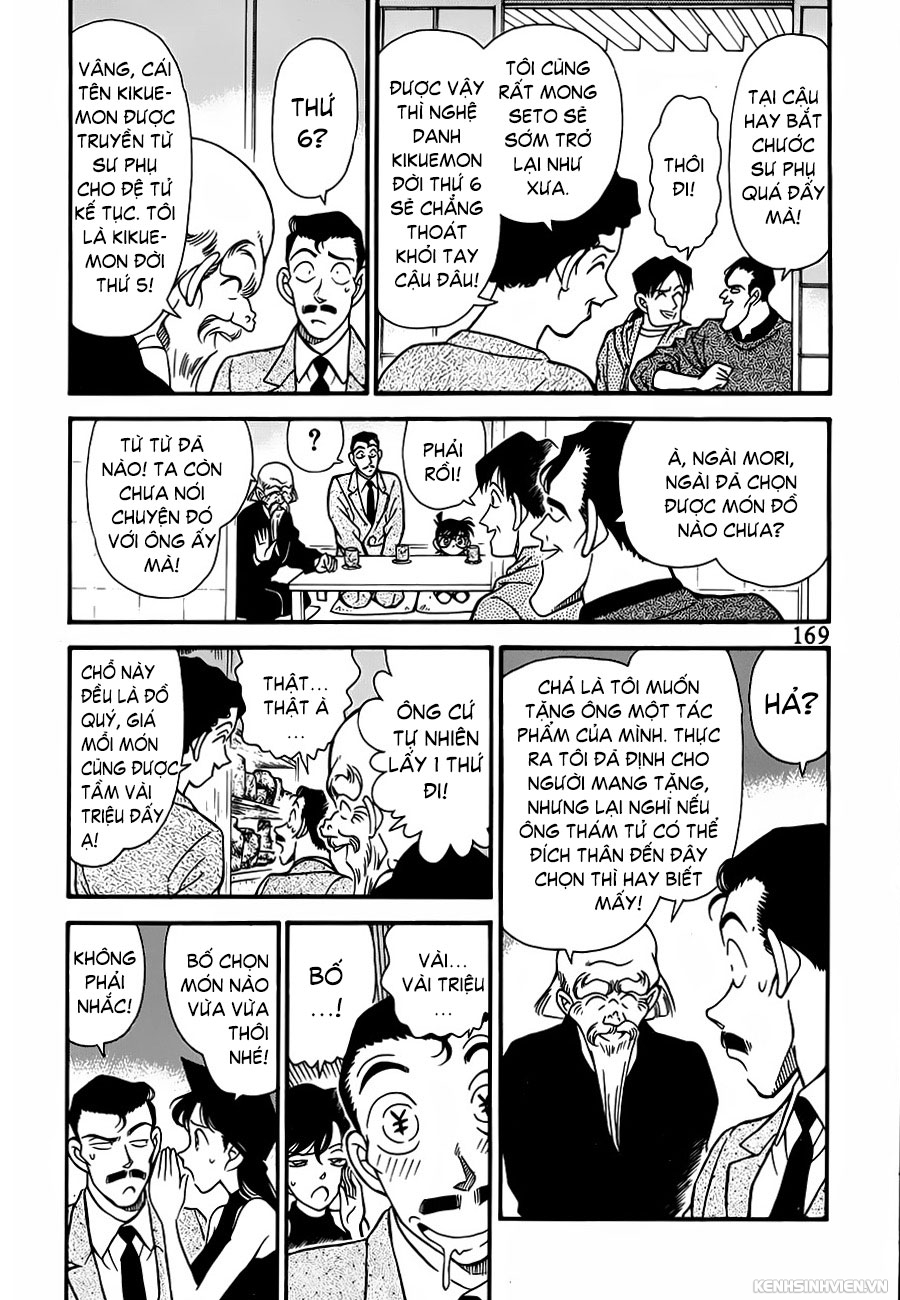 TẠI CẬU
HAY BẮT
CHƯỚC
SƯ PHỤ
QUÁ ĐẤY
MÀ!
THÔI
ĐI!
TÔI CŨNG
RẤT MONG
SETO SẼ
SỚM TRỞ
LẠI NHƯ
XƯA.
ĐƯỢC VẬY
THÌ NGHỆ
DANH
KIKUEMON
ĐỜI THỨ 6
SẼ CHẲNG
THOÁT
KHỎI TAY
CẬU ĐÂU!
THỨ
6?
VÂNG, CÁI
TÊN KIKUE-
MON ĐƯỢC
TRUYỀN TỪ
SƯ PHỤ
CHO ĐỆ TỬ
KẾ TỤC. TÔI
LÀ KIKUE-
MON ĐỜI
THỨ 5!
À, NGÀI MORI,
NGÀI ĐÃ CHỌN
ĐƯỢC MÓN ĐỒ
NÀO CHƯA?
PHẢI
RỒI!
?
TỪ TỪ ĐÃ
NÀO! TA CÒN
CHƯA NÓI
CHUYỆN ĐÓ
VỚI ÔNG ẤY
MÀ!
169
HẢ?
CHẢ LÀ TÔI MUỐN
TẶNG ÔNG MỘT TÁC
PHẨM CỦA MÌNH. THỰC
RA TÔI ĐÃ ĐỊNH CHO
NGƯỜI MANG TẶNG,
NHƯNG LẠI NGHĨ NẾU
ÔNG THÁM TỬ CÓ THỂ
ĐÍCH THÂN ĐẾN ĐÂY
CHỌN THÌ HAY BIẾT
MẤY!
ÔNG CỨ
TỰ NHIÊN
LẤY 1 THỨ
ĐI!
THẬT...
THẬT À
...
CHỖ NÀY
ĐỀU LÀ ĐỒ
QUÝ, GIÁ
MỖI MÓN
CŨNG ĐƯỢC
TẦM VÀI
TRIỆU ĐẤY
Ạ!
VÀI...
VÀI TRIỆU
...
BỐ
...!
¥ ¥
BỐ CHỌN
MÓN NÀO
VỪA VỪA
THÔI
NHÉ!
KHÔNG
PHẢI
NHẮC!
KENHSINHVIEN.VN